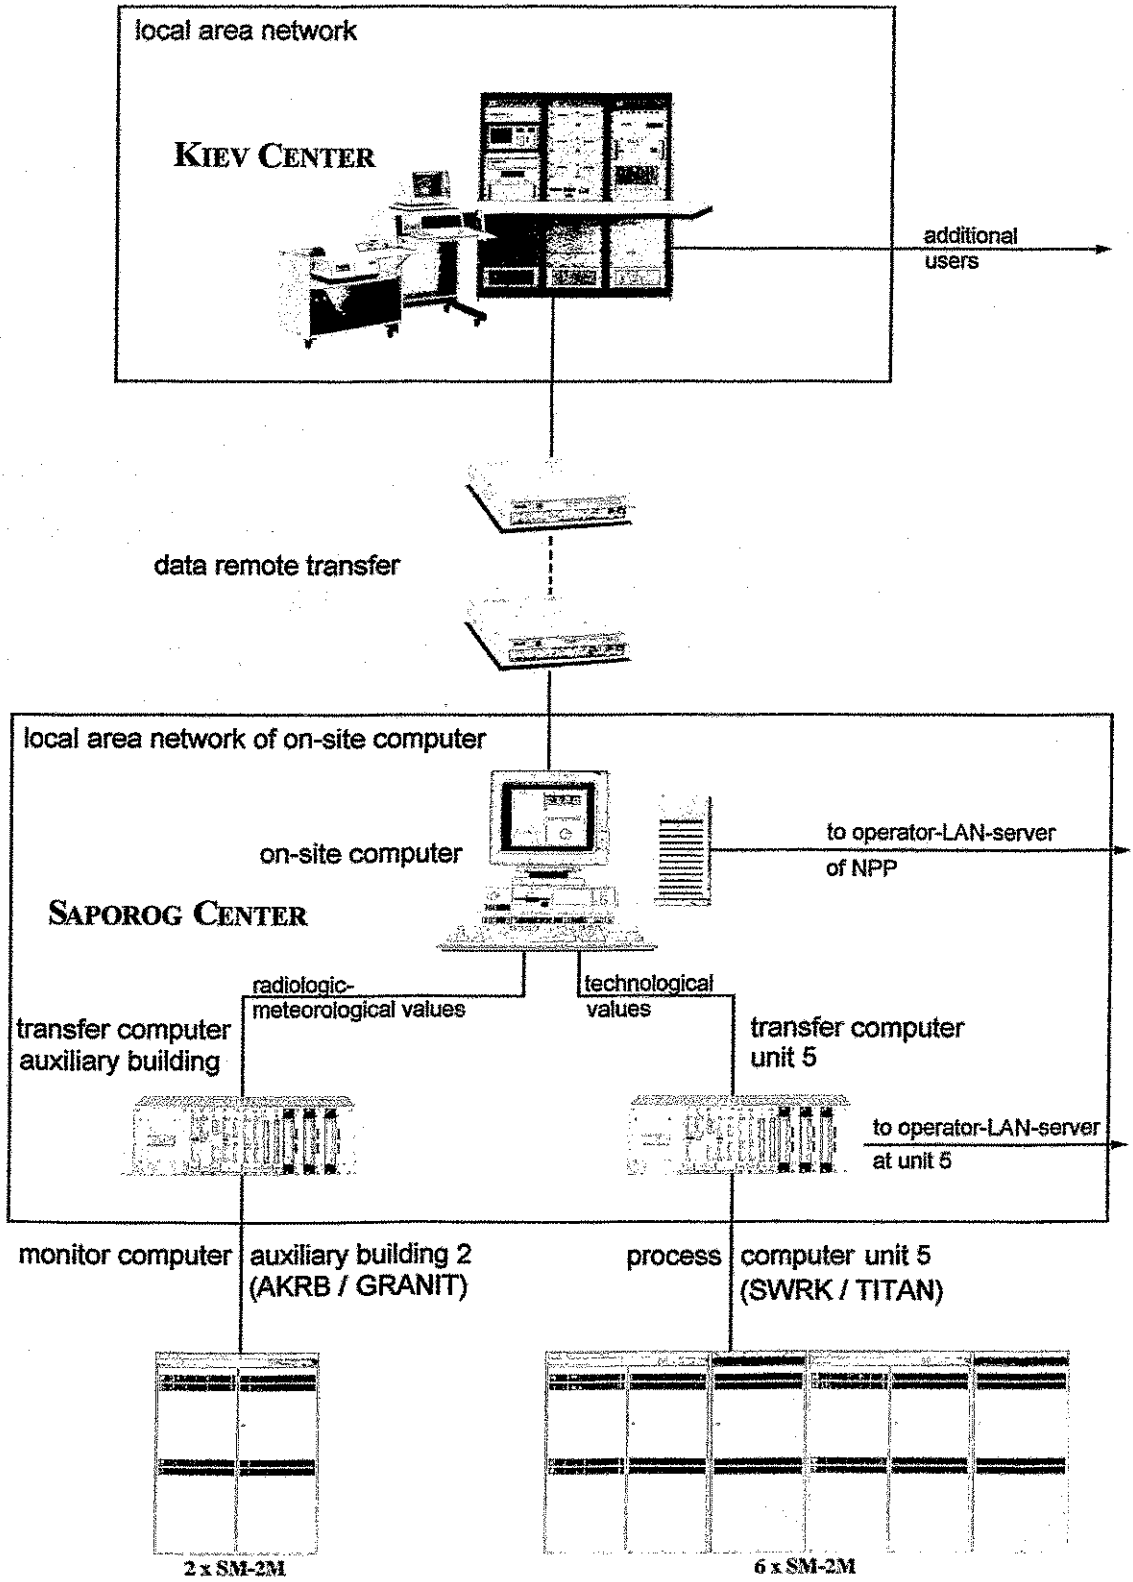 local area network
KIEV CENTER
additional
users
data remote transfer
local area network of on-site computer
on-site computer
to operator-LAN-server
of NPP
SAPOROG CENTER
radiologic-
meteorological values
technological
values
transfer computer
auxiliary building
transfer computer
unit 5
to operator-LAN-server
at unit 5
monitor computer
auxiliary building 2
(AKRB / GRANIT)
process
computer unit 5
(SWRK / TITAN)
2 x SM-2M
6 x SM-2M